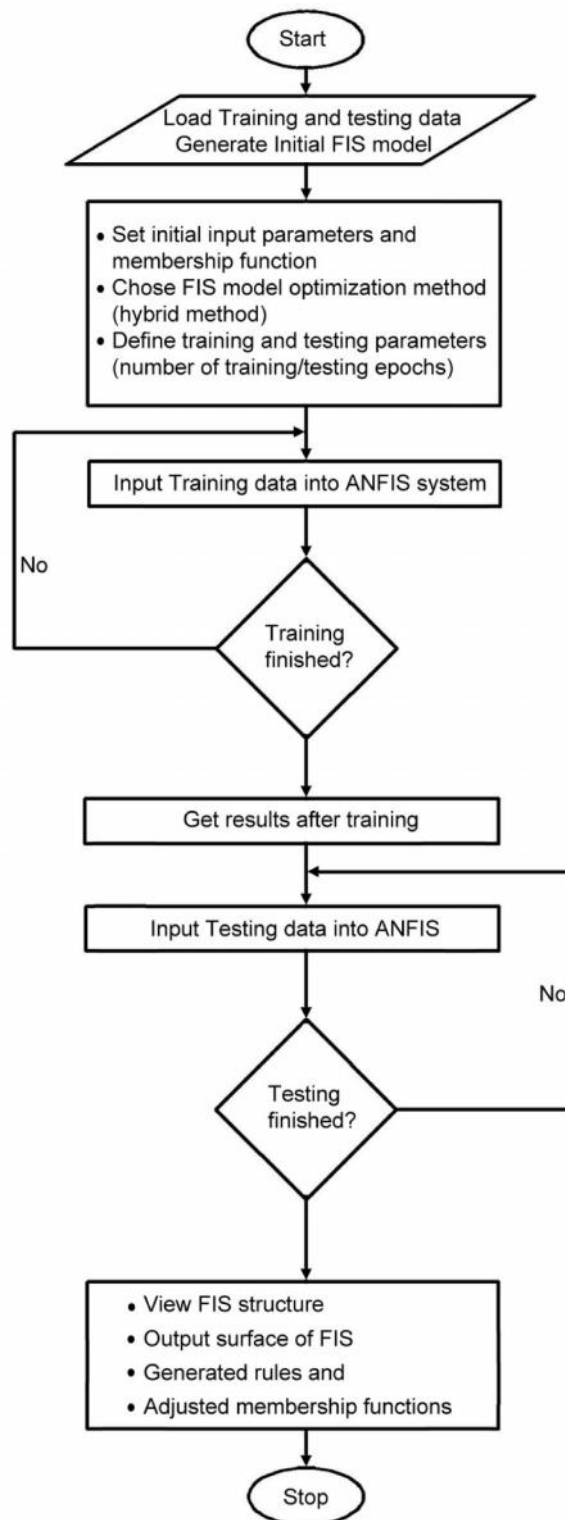 Start
Load Training and testing data
Generate Initial FIS model
• Set initial input parameters and
membership function
• Chose FIS model optimization method
(hybrid method)
• Define training and testing parameters
(number of training/testing epochs)
Input Training data into ANFIS system
No
Training
finished?
Get results after training
Input Testing data into ANFIS
No
Testing
finished?
• View FIS structure
• Output surface of FIS
• Generated rules and
• Adjusted membership functions
Stop